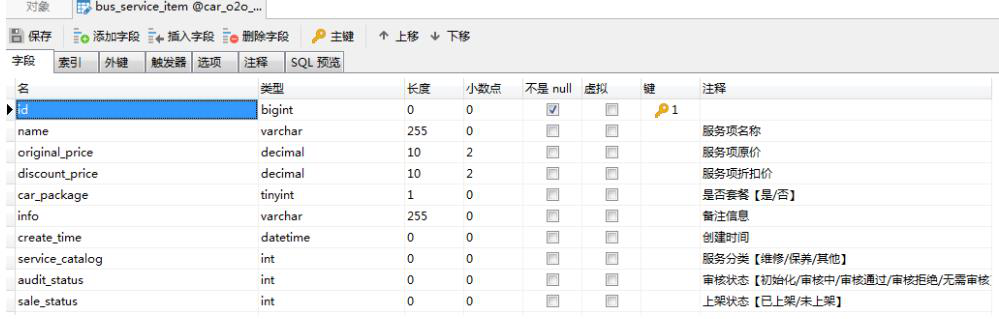 对象 bus_service_item @car_o2o_...
保存 添加字段 插入字段 删除字段 主键 上移 下移
字段 索引 外键 触发器 选项 注释 SQL 预览
名 类型 长度 小数点 不是 null 虚拟 键 注释
id bigint 0 0 1
name varchar 255 0 服务项名称
original_price decimal 10 2 服务项原价
discount_price decimal 10 2 服务项折扣价
car_package tinyint 1 0 是否套餐【是/否】
info varchar 255 0 备注信息
create_time datetime 0 0 创建时间
service_catalog int 0 0 服务分类【维修/保养/其他】
audit_status int 0 0 审核状态【初始化/审核中/审核通过/审核拒绝/无需审核
sale_status int 0 0 上架状态【已上架/未上架】